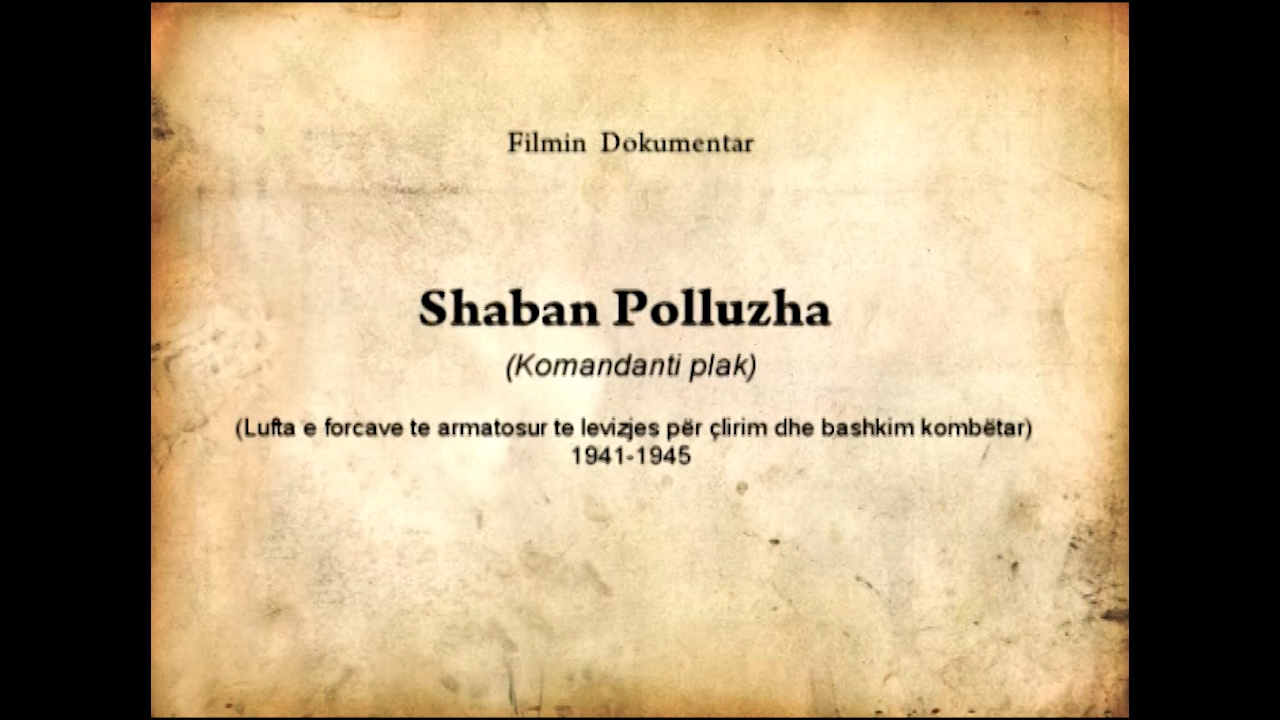 Filmin Dokumentar
Shaban Polluzha
(Komandanti plak)
(Lufta e forcave te armatosur te levizjes për çlirim dhe bashkim kombëtar)
1941-1945